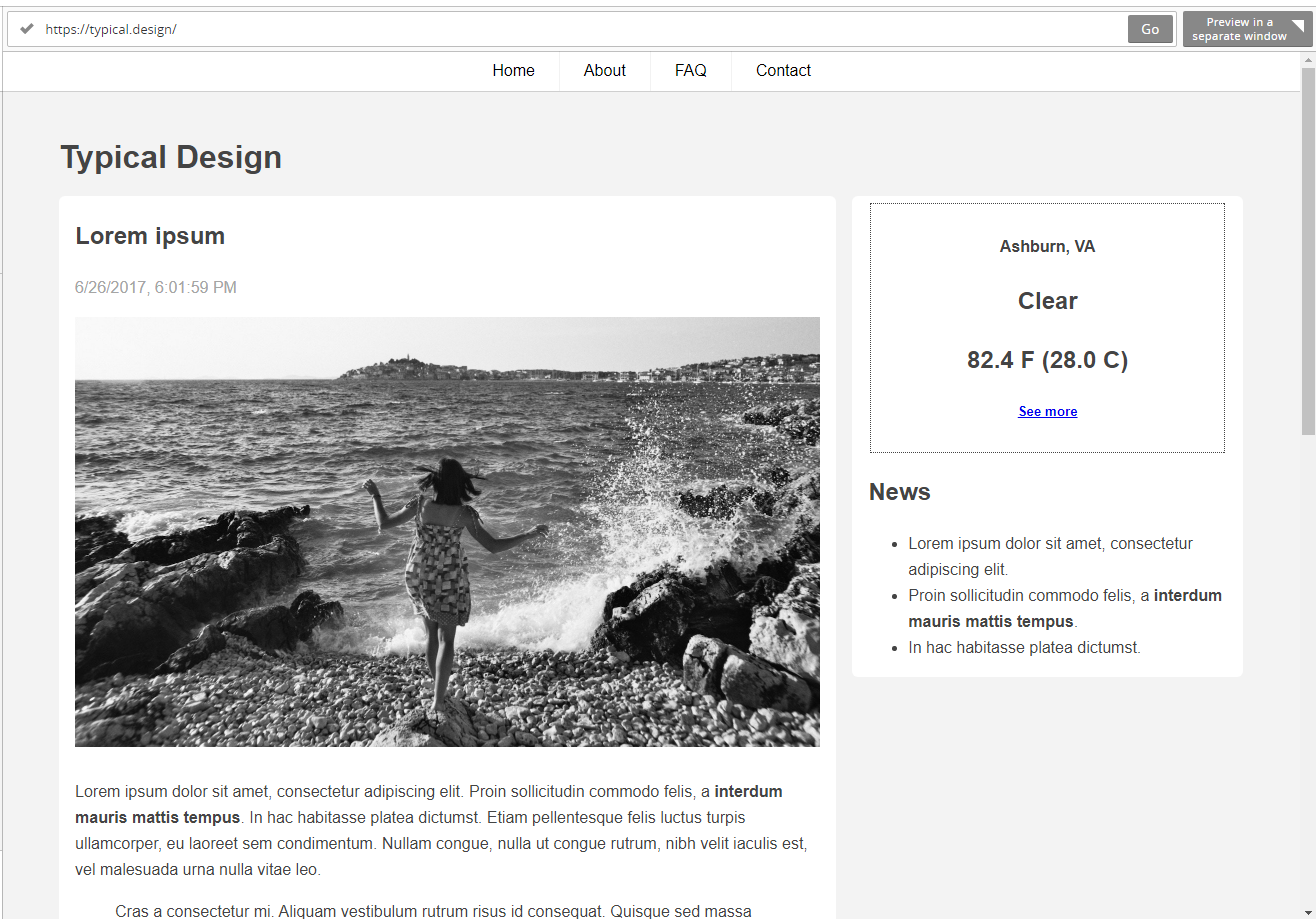 https://typical.design/
Go
Preview in a
separate window
Home
About
FAQ
Contact
Typical Design
Lorem ipsum
6/26/2017, 6:01:59 PM
Lorem ipsum dolor sit amet, consectetur adipiscing elit. Proin sollicitudin commodo felis, a interdum
mauris mattis tempus. In hac habitasse platea dictumst. Etiam pellentesque felis luctus turpis
ullamcorper, eu laoreet sem condimentum. Nullam congue, nulla ut congue rutrum, nibh velit iaculis est,
vel malesuada urna nulla vitae leo.
Cras a consectetur mi. Aliquam vestibulum rutrum risus id consequat. Quisque sed massa
Ashburn, VA
Clear
82.4 F (28.0 C)
See more
News
Lorem ipsum dolor sit amet, consectetur
adipiscing elit.
Proin sollicitudin commodo felis, a interdum
mauris mattis tempus.
In hac habitasse platea dictumst.